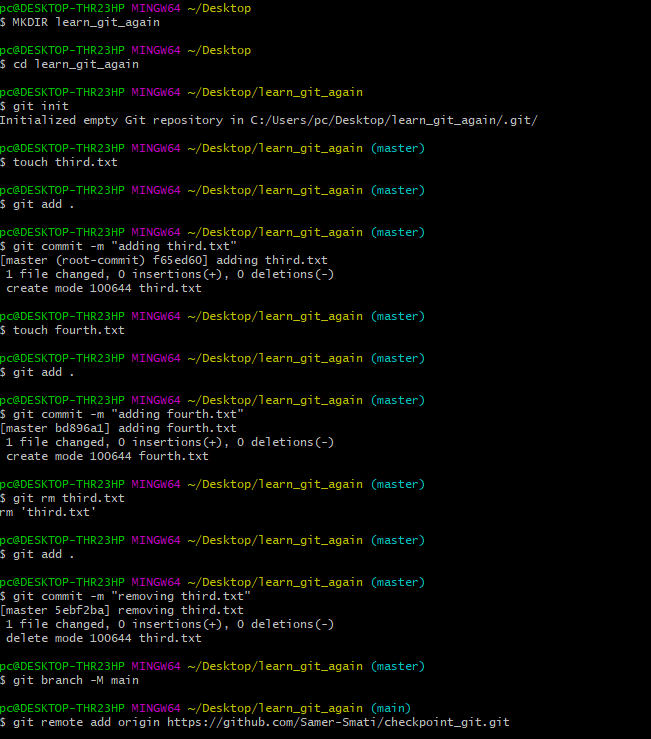 pc@DESKTOP-THR23HP MINGW64 ~/Desktop
$ MKDIR learn_git_again
pc@DESKTOP-THR23HP MINGW64 ~/Desktop
$ cd learn_git_again
pc@DESKTOP-THR23HP MINGW64 ~/Desktop/learn_git_again
$ git init
Initialized empty Git repository in C:/Users/pc/Desktop/learn_git_again/.git/
pc@DESKTOP-THR23HP MINGW64 ~/Desktop/learn_git_again (master)
$ touch third.txt
pc@DESKTOP-THR23HP MINGW64 ~/Desktop/learn_git_again (master)
$ git add .
pc@DESKTOP-THR23HP MINGW64 ~/Desktop/learn_git_again (master)
$ git commit -m "adding third.txt"
[master (root-commit) f65ed60] adding third.txt
1 file changed, 0 insertions(+), 0 deletions(-)
create mode 100644 third.txt
pc@DESKTOP-THR23HP MINGW64 ~/Desktop/learn_git_again (master)
$ touch fourth.txt
pc@DESKTOP-THR23HP MINGW64 ~/Desktop/learn_git_again (master)
$ git add .
pc@DESKTOP-THR23HP MINGW64 ~/Desktop/learn_git_again (master)
$ git commit -m "adding fourth.txt"
[master bd896a1] adding fourth.txt
1 file changed, 0 insertions(+), 0 deletions(-)
create mode 100644 fourth.txt
pc@DESKTOP-THR23HP MINGW64 ~/Desktop/learn_git_again (master)
$ git rm third.txt
rm 'third.txt'
pc@DESKTOP-THR23HP MINGW64 ~/Desktop/learn_git_again (master)
$ git add .
pc@DESKTOP-THR23HP MINGW64 ~/Desktop/learn_git_again (master)
$ git commit -m "removing third.txt"
[master 5ebf2ba] removing third.txt
1 file changed, 0 insertions(+), 0 deletions(-)
delete mode 100644 third.txt
pc@DESKTOP-THR23HP MINGW64 ~/Desktop/learn_git_again (master)
$ git branch -M main
pc@DESKTOP-THR23HP MINGW64 ~/Desktop/learn_git_again (main)
$ git remote add origin https://github.com/Samer-Smati/checkpoint_git.git